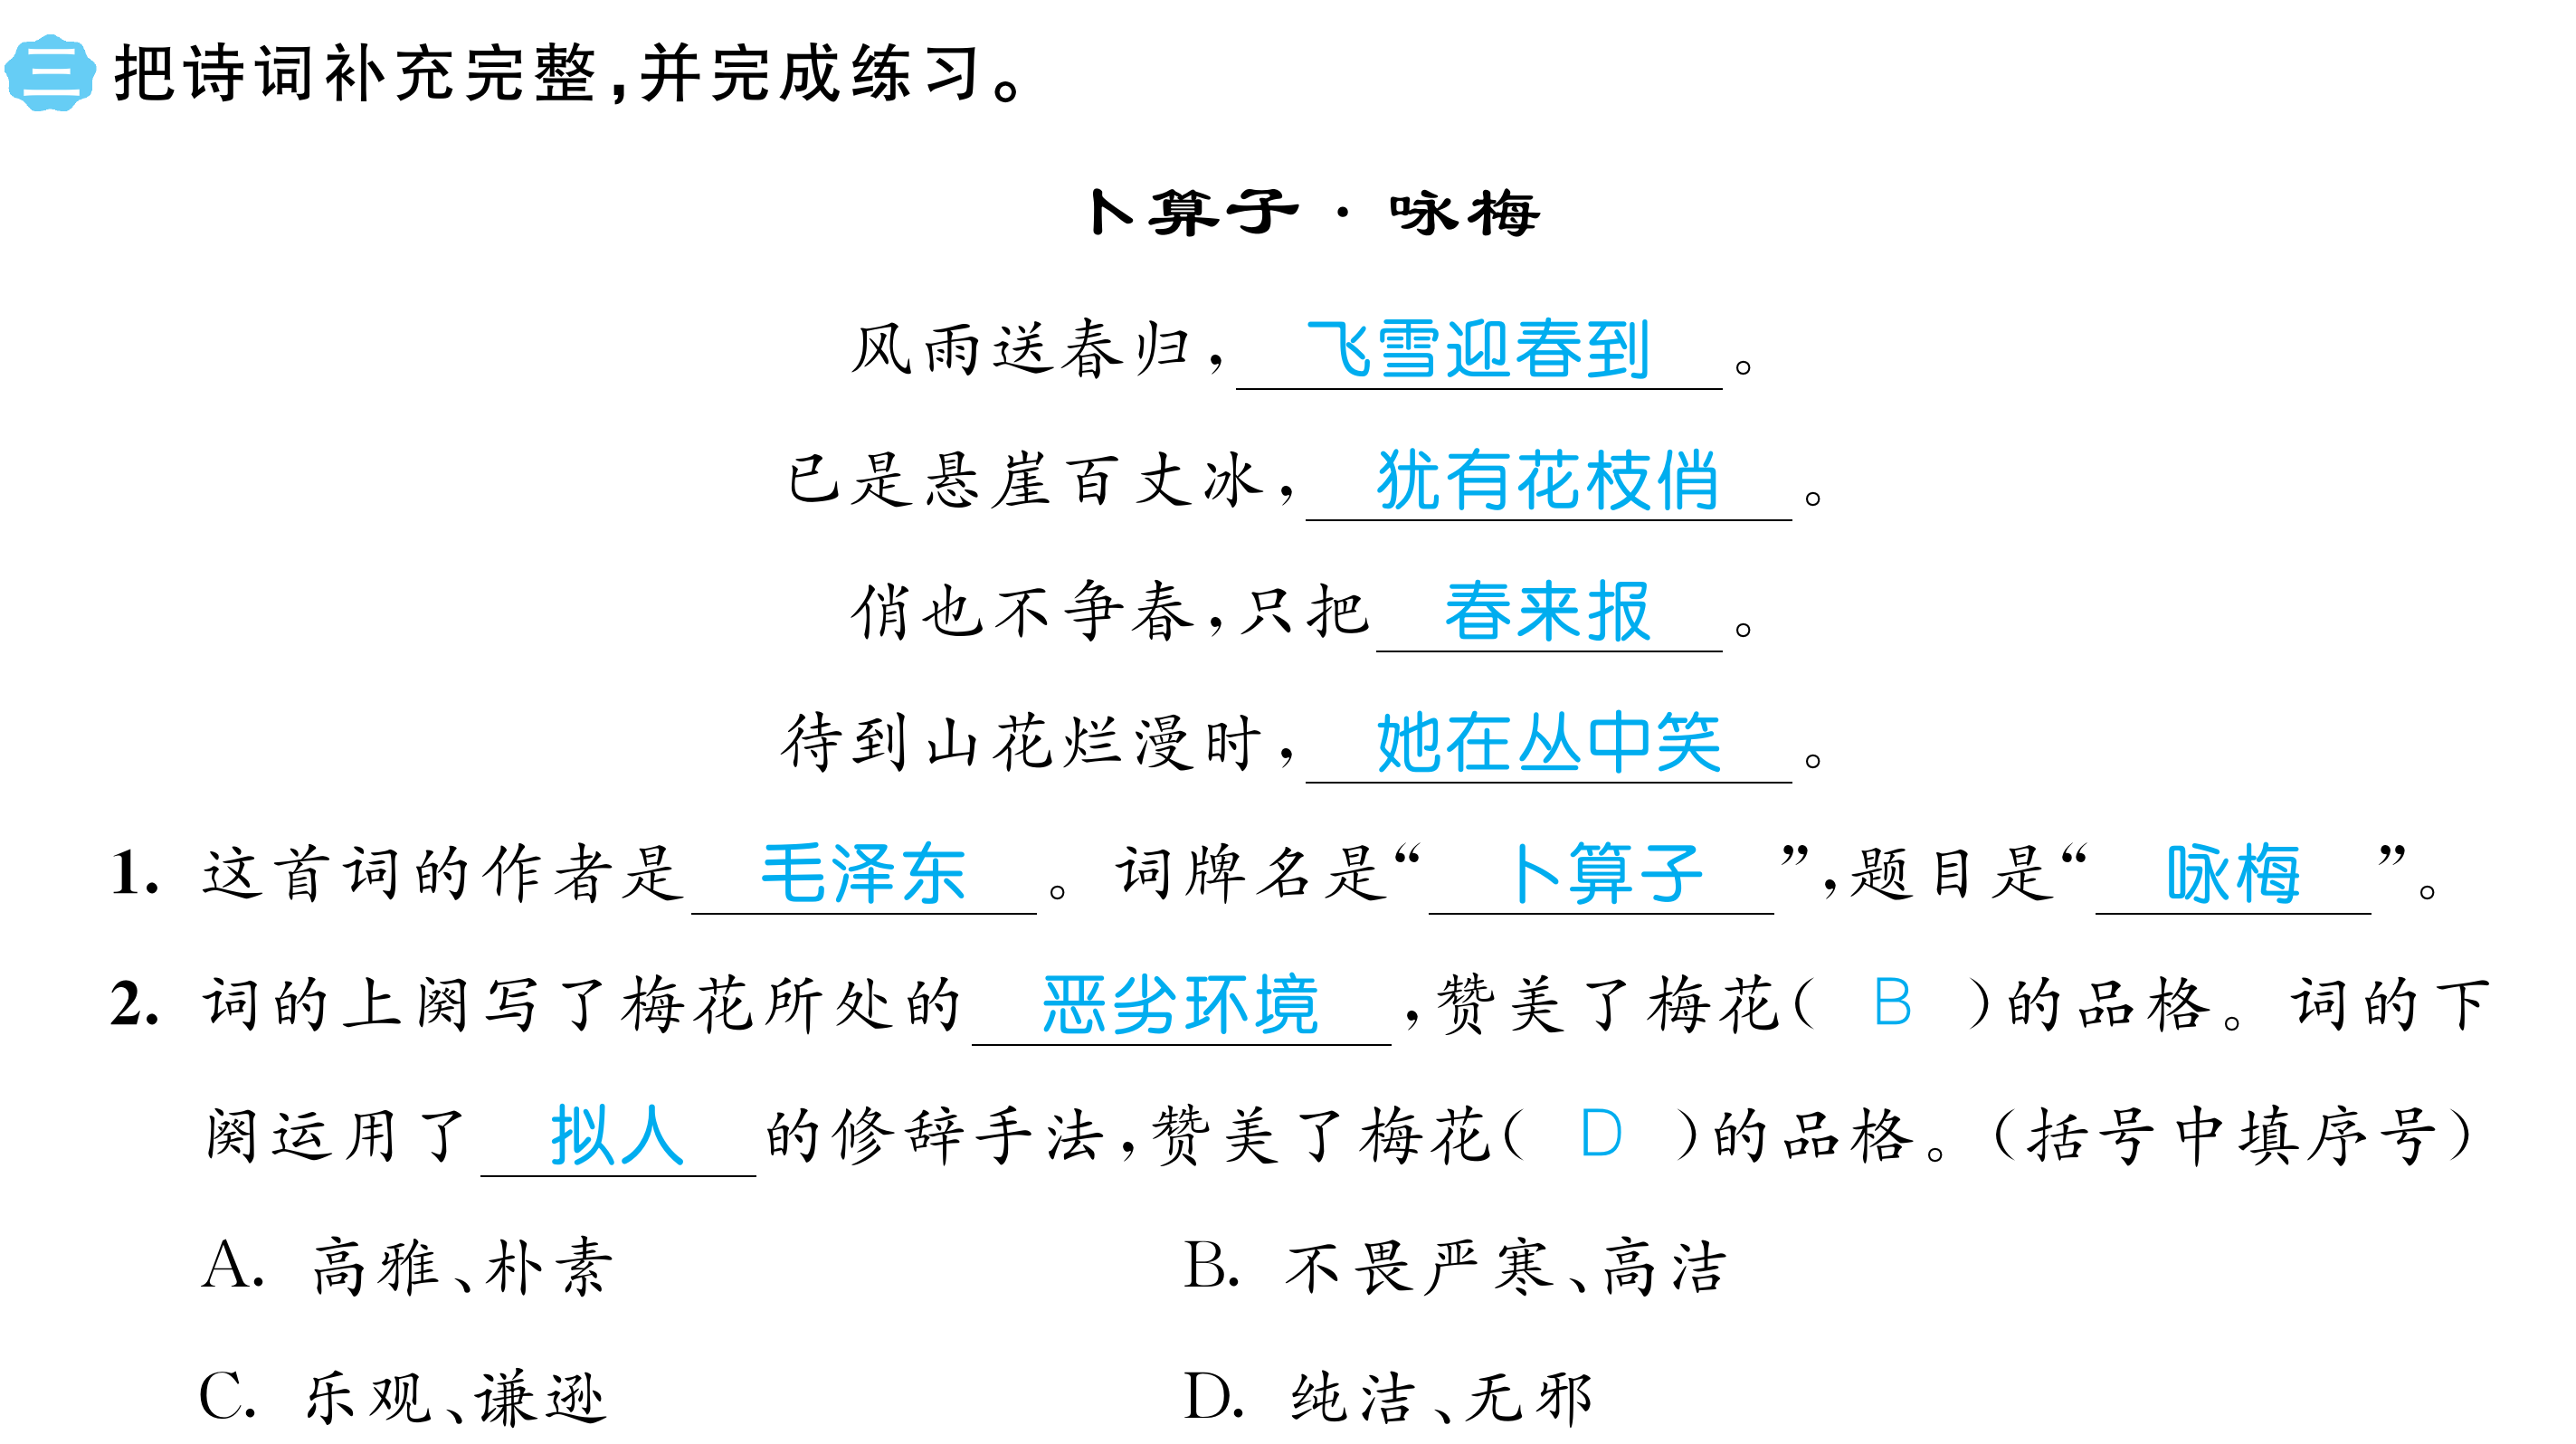 三 把诗词补充完整,并完成练习。
卜算子·咏梅
风雨送春归,飞雪迎春到。
已是悬崖百丈冰,犹有花枝俏。
俏也不争春,只把春来报。
待到山花烂漫时,她在丛中笑。
1. 这首词的作者是毛泽东。词牌名是“卜算子”,题目是“咏梅”。
2. 词的上阕写了梅花所处的恶劣环境,赞美了梅花( B )的品格。词的下
阕运用了拟人的修辞手法,赞美了梅花( D )的品格。(括号中填序号)
A. 高雅、朴素 B. 不畏严寒、高洁
C. 乐观、谦逊 D. 纯洁、无邪